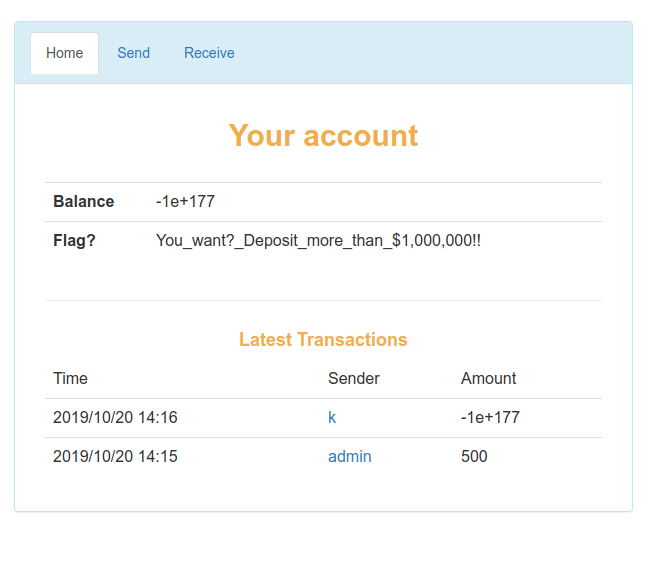 Home Send Receive
Your account
Balance -1e+177
Flag? You_want?_Deposit_more_than_$1,000,000!!
Latest Transactions
Time Sender Amount
2019/10/20 14:16 k -1e+177
2019/10/20 14:15 admin 500